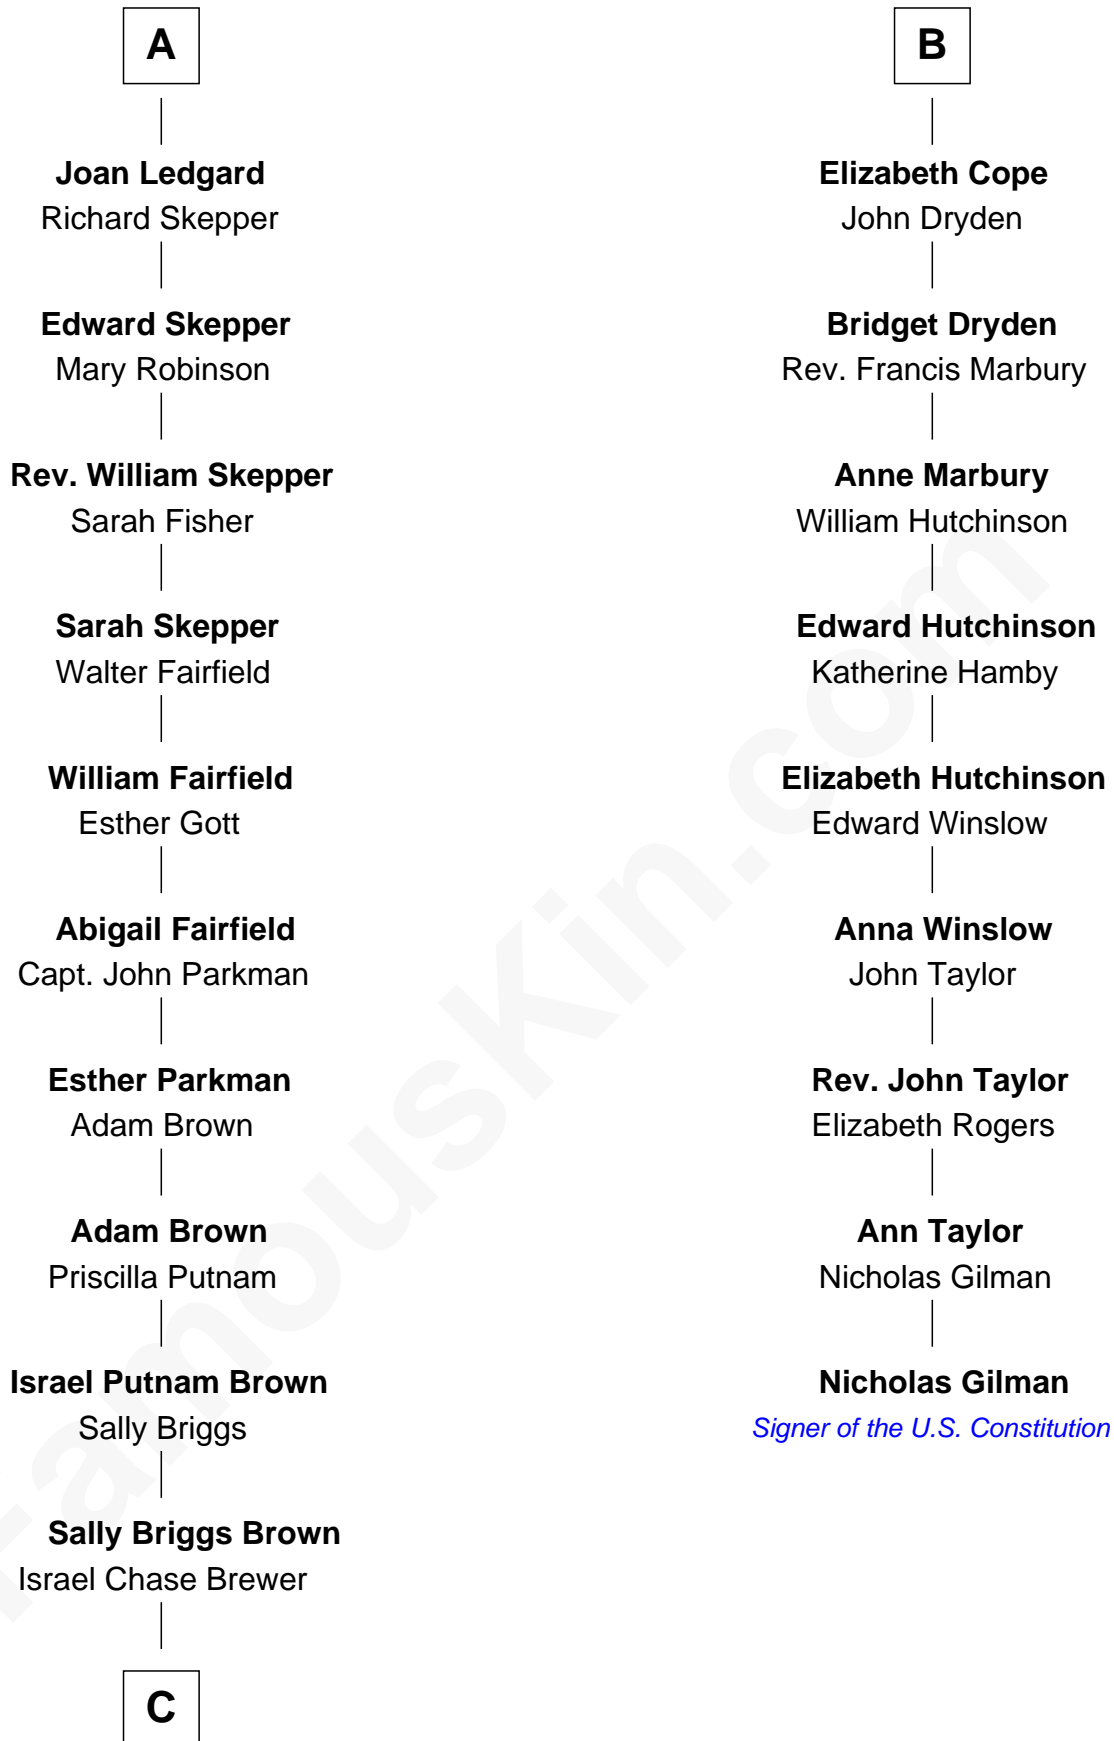 A
Joan Ledgard
Richard Skepper
Edward Skepper
Mary Robinson
Rev. William Skepper
Sarah Fisher
Sarah Skepper
Walter Fairfield
William Fairfield
Esther Gott
Abigail Fairfield
Capt. John Parkman
Esther Parkman
Adam Brown
Adam Brown
Priscilla Putnam
Israel Putnam Brown
Sally Briggs
Sally Briggs Brown
Israel Chase Brewer
C
B
Elizabeth Cope
John Dryden
Bridget Dryden
Rev. Francis Marbury
Anne Marbury
William Hutchinson
Edward Hutchinson
Katherine Hamby
Elizabeth Hutchinson
Edward Winslow
Anna Winslow
John Taylor
Rev. John Taylor
Elizabeth Rogers
Ann Taylor
Nicholas Gilman
Nicholas Gilman
Signer of the U.S. Constitution
FamousKin.com